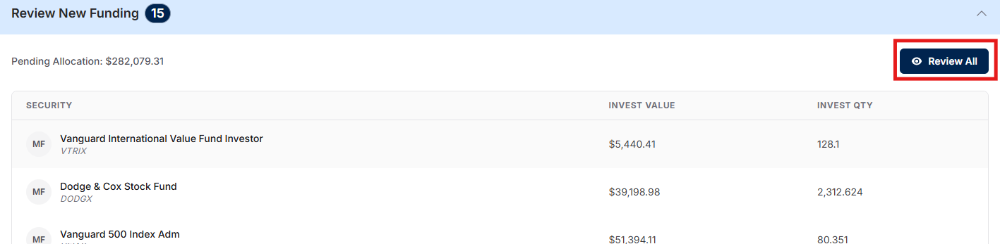 Review New Funding 15
Pending Allocation: $282,079.31
Review All
SECURITY INVEST VALUE INVEST QTY
MF Vanguard International Value Fund Investor $5,440.41 128.1
VTRIX
MF Dodge & Cox Stock Fund $39,198.98 2,312.624
DODGX
MF Vanguard 500 Index Adm $51,394.11 80.351